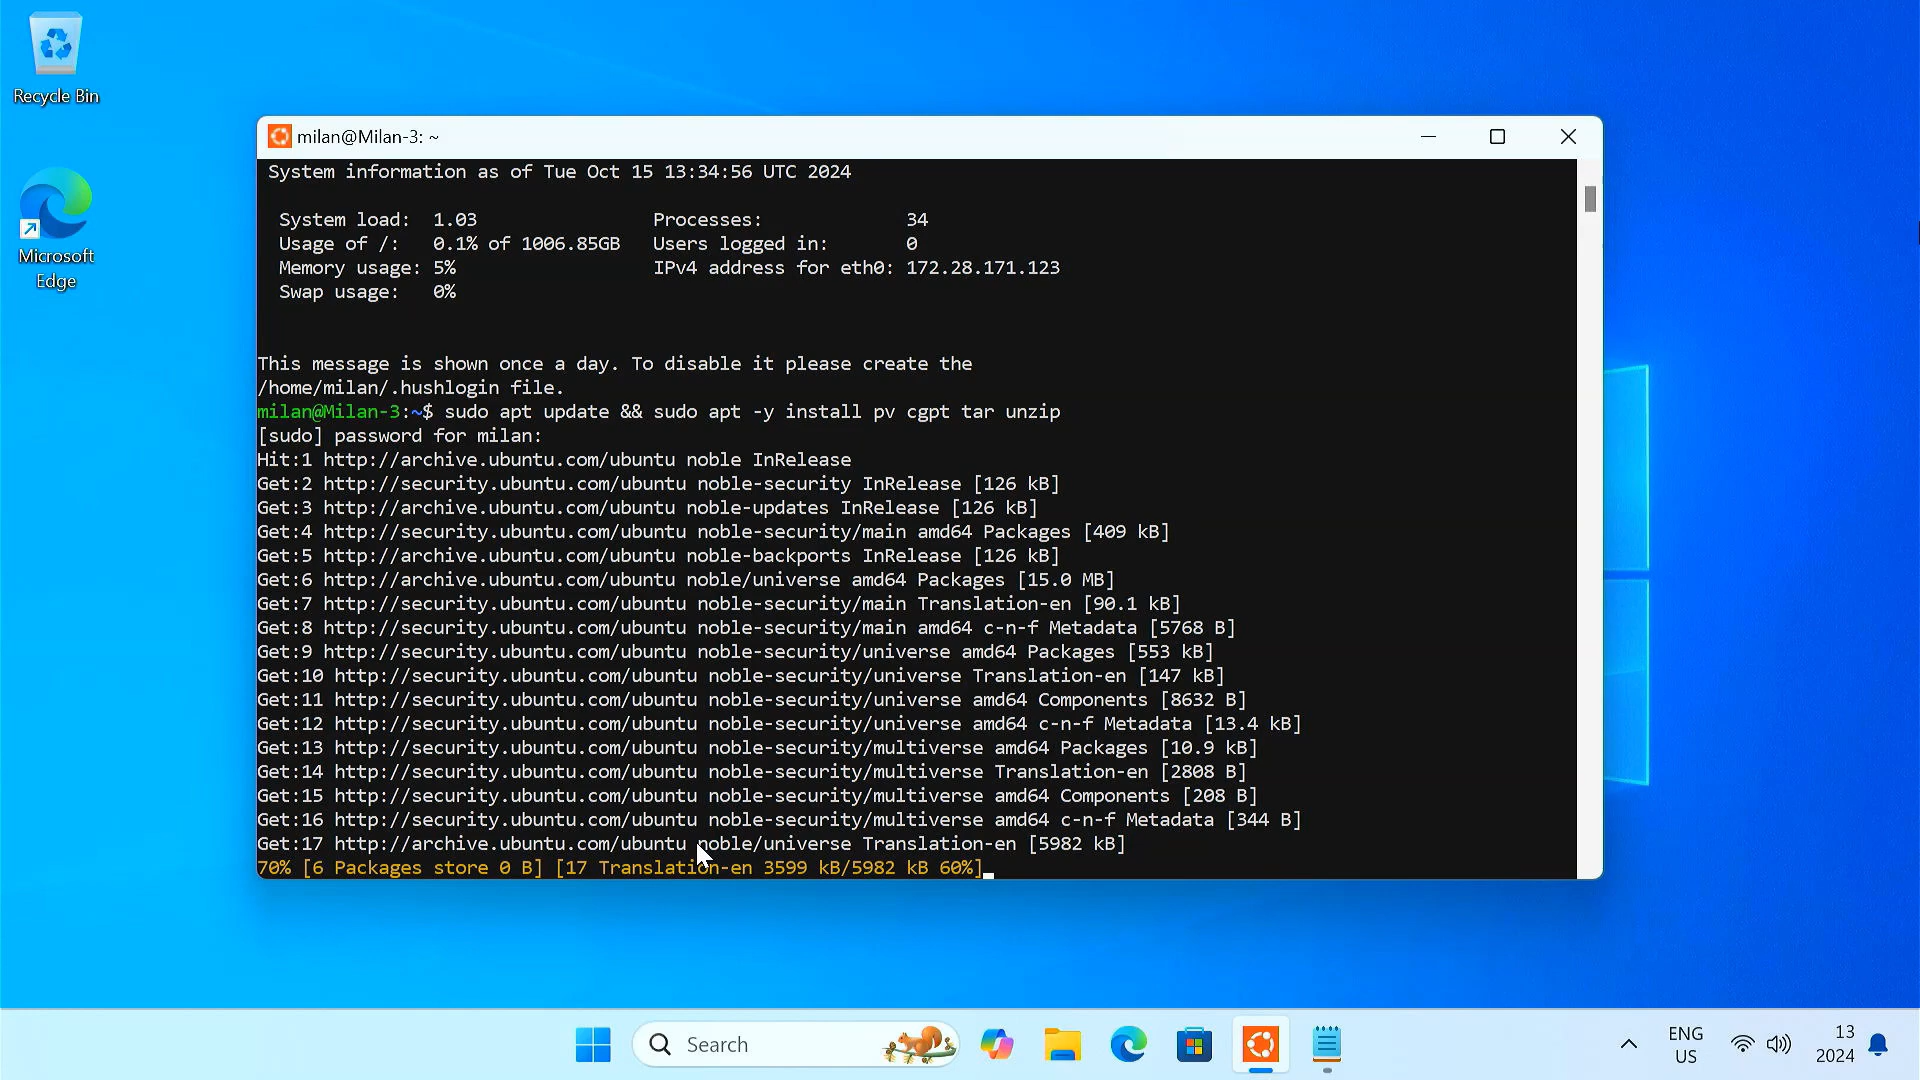 Recycle Bin
Microsoft
Edge
milan@Milan-3: ~
System information as of Tue Oct 15 13:34:56 UTC 2024
System load: 1.03 Processes: 34
Usage of /: 0.1% of 1006.85GB Users logged in: 0
Memory usage: 5% IPv4 address for eth0: 172.28.171.123
Swap usage: 0%
This message is shown once a day. To disable it please create the
/home/milan/.hushlogin file.
milan@Milan-3:~$ sudo apt update && sudo apt -y install pv cgpt tar unzip
[sudo] password for milan:
Hit:1 http://archive.ubuntu.com/ubuntu noble InRelease
Get:2 http://security.ubuntu.com/ubuntu noble-security InRelease [126 kB]
Get:3 http://archive.ubuntu.com/ubuntu noble-updates InRelease [126 kB]
Get:4 http://security.ubuntu.com/ubuntu noble-security/main amd64 Packages [409 kB]
Get:5 http://archive.ubuntu.com/ubuntu noble-backports InRelease [126 kB]
Get:6 http://archive.ubuntu.com/ubuntu noble/universe amd64 Packages [15.0 MB]
Get:7 http://security.ubuntu.com/ubuntu noble-security/main Translation-en [90.1 kB]
Get:8 http://security.ubuntu.com/ubuntu noble-security/main amd64 c-n-f Metadata [5768 B]
Get:9 http://security.ubuntu.com/ubuntu noble-security/universe amd64 Packages [553 kB]
Get:10 http://security.ubuntu.com/ubuntu noble-security/universe Translation-en [147 kB]
Get:11 http://security.ubuntu.com/ubuntu noble-security/universe amd64 Components [8632 B]
Get:12 http://security.ubuntu.com/ubuntu noble-security/universe amd64 c-n-f Metadata [13.4 kB]
Get:13 http://security.ubuntu.com/ubuntu noble-security/multiverse amd64 Packages [10.9 kB]
Get:14 http://security.ubuntu.com/ubuntu noble-security/multiverse Translation-en [2808 B]
Get:15 http://security.ubuntu.com/ubuntu noble-security/multiverse amd64 Components [208 B]
Get:16 http://security.ubuntu.com/ubuntu noble-security/multiverse amd64 c-n-f Metadata [344 B]
Get:17 http://archive.ubuntu.com/ubuntu noble/universe Translation-en [5982 kB]
70% [6 Packages store 0 B] [17 Translation-en 3599 kB/5982 kB 60%]
Search
ENG
US
13
2024